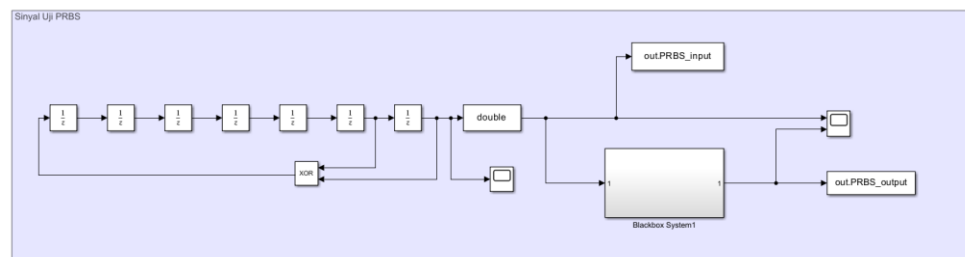 Sinyal Uji PRBS
out.PRBS_input
1/z 1/z 1/z 1/z 1/z 1/z 1/z double
XOR
1 1
out.PRBS_output
Blackbox System1